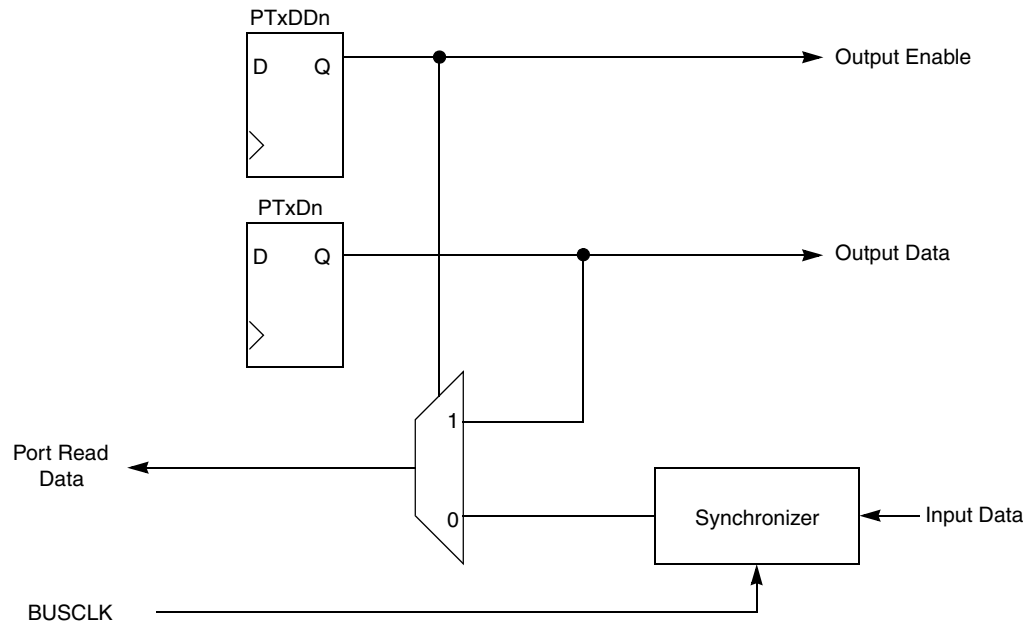 PTxDDn
D Q
Output Enable
PTxDn
D Q
Output Data
1
Port Read
Data
0
Synchronizer
Input Data
BUSCLK